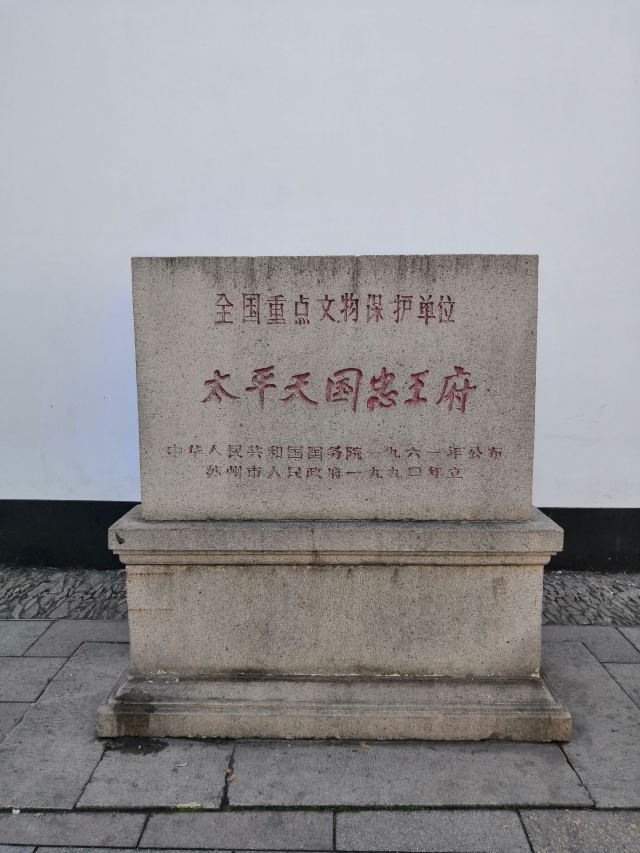 全国重点文物保护单位
太平天国忠王府
中华人民共和国国务院一九六一年公布
苏州市人民政府一九九四年立